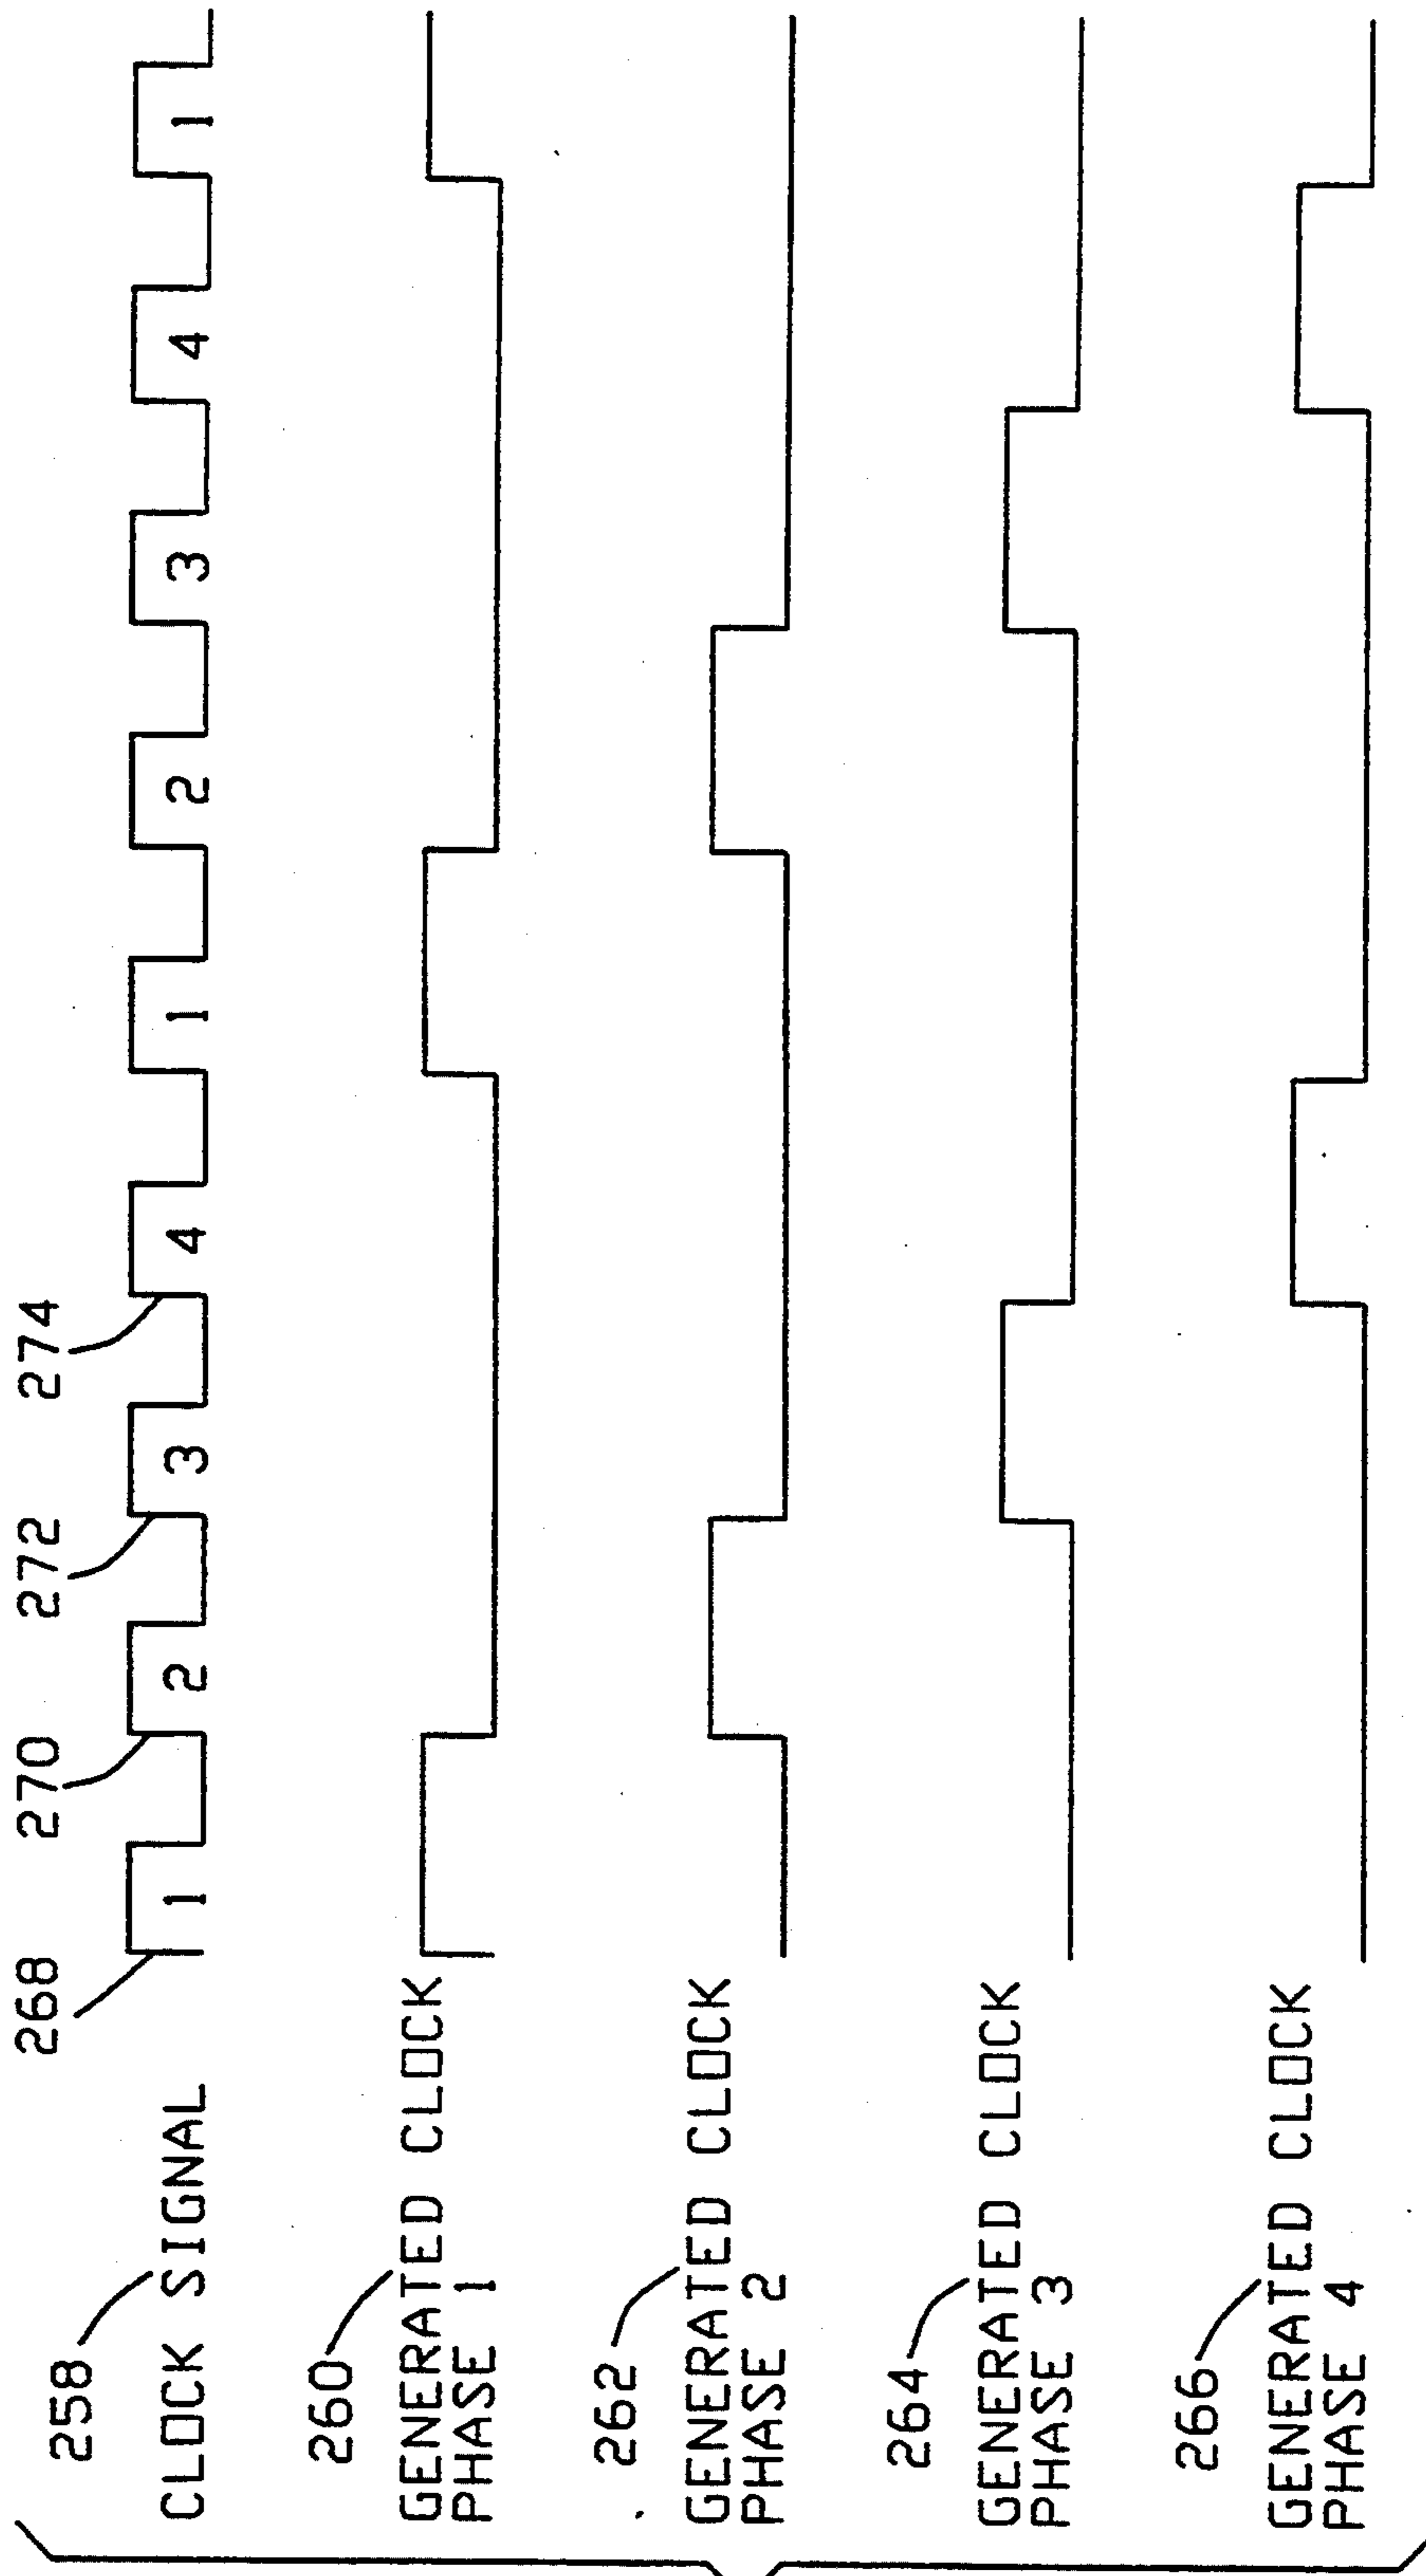 268 270 272 274
258
CLOCK SIGNAL 1 2 3 4 1 2 3 4 1
260
GENERATED CLOCK
PHASE 1
262
GENERATED CLOCK
PHASE 2
264
GENERATED CLOCK
PHASE 3
266
GENERATED CLOCK
PHASE 4